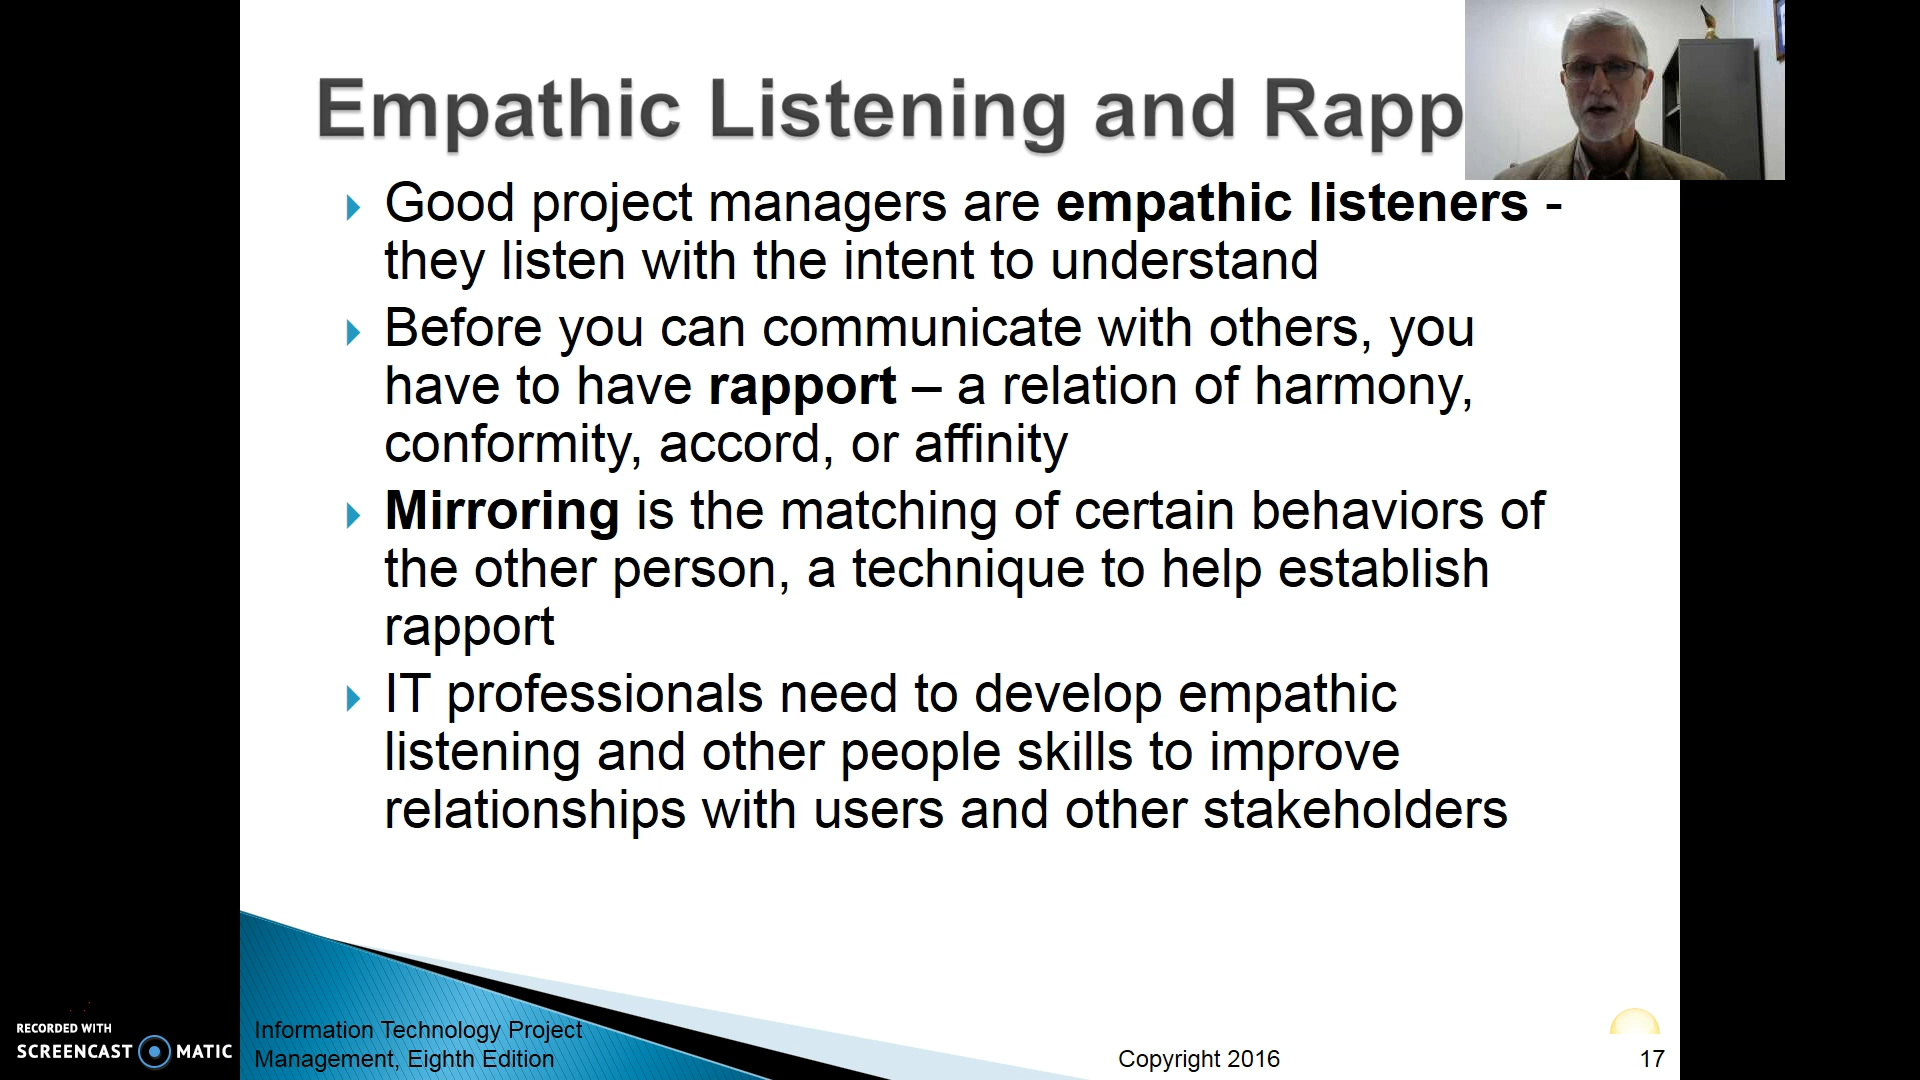 Empathic Listening and Rapp
Good project managers are empathic listeners -
they listen with the intent to understand
Before you can communicate with others, you
have to have rapport – a relation of harmony,
conformity, accord, or affinity
Mirroring is the matching of certain behaviors of
the other person, a technique to help establish
rapport
IT professionals need to develop empathic
listening and other people skills to improve
relationships with users and other stakeholders
RECORDED WITH
SCREENCAST MATIC
Information Technology Project
Management, Eighth Edition
Copyright 2016
17